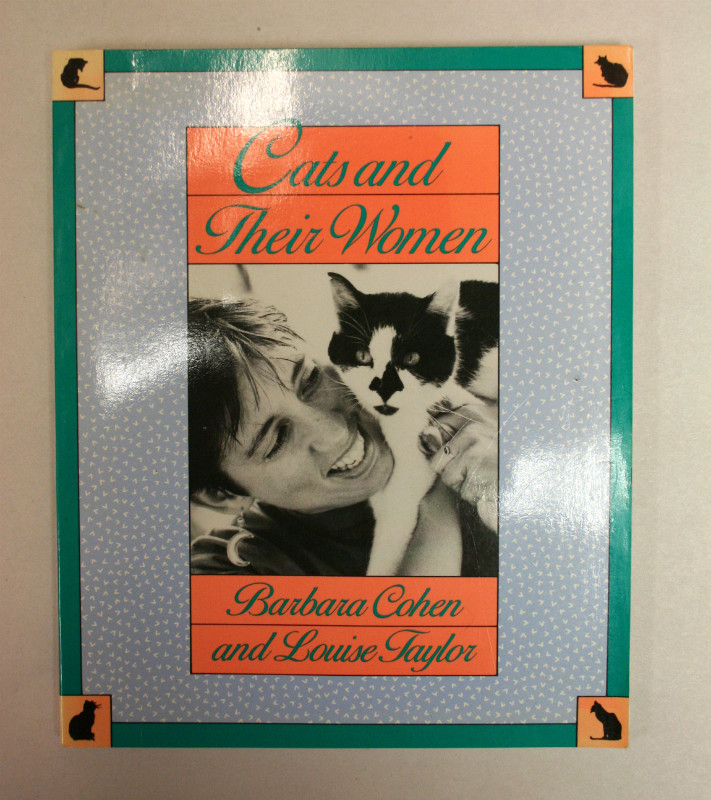 Cats and
Their Women
Barbara Cohen
and Louise Taylor